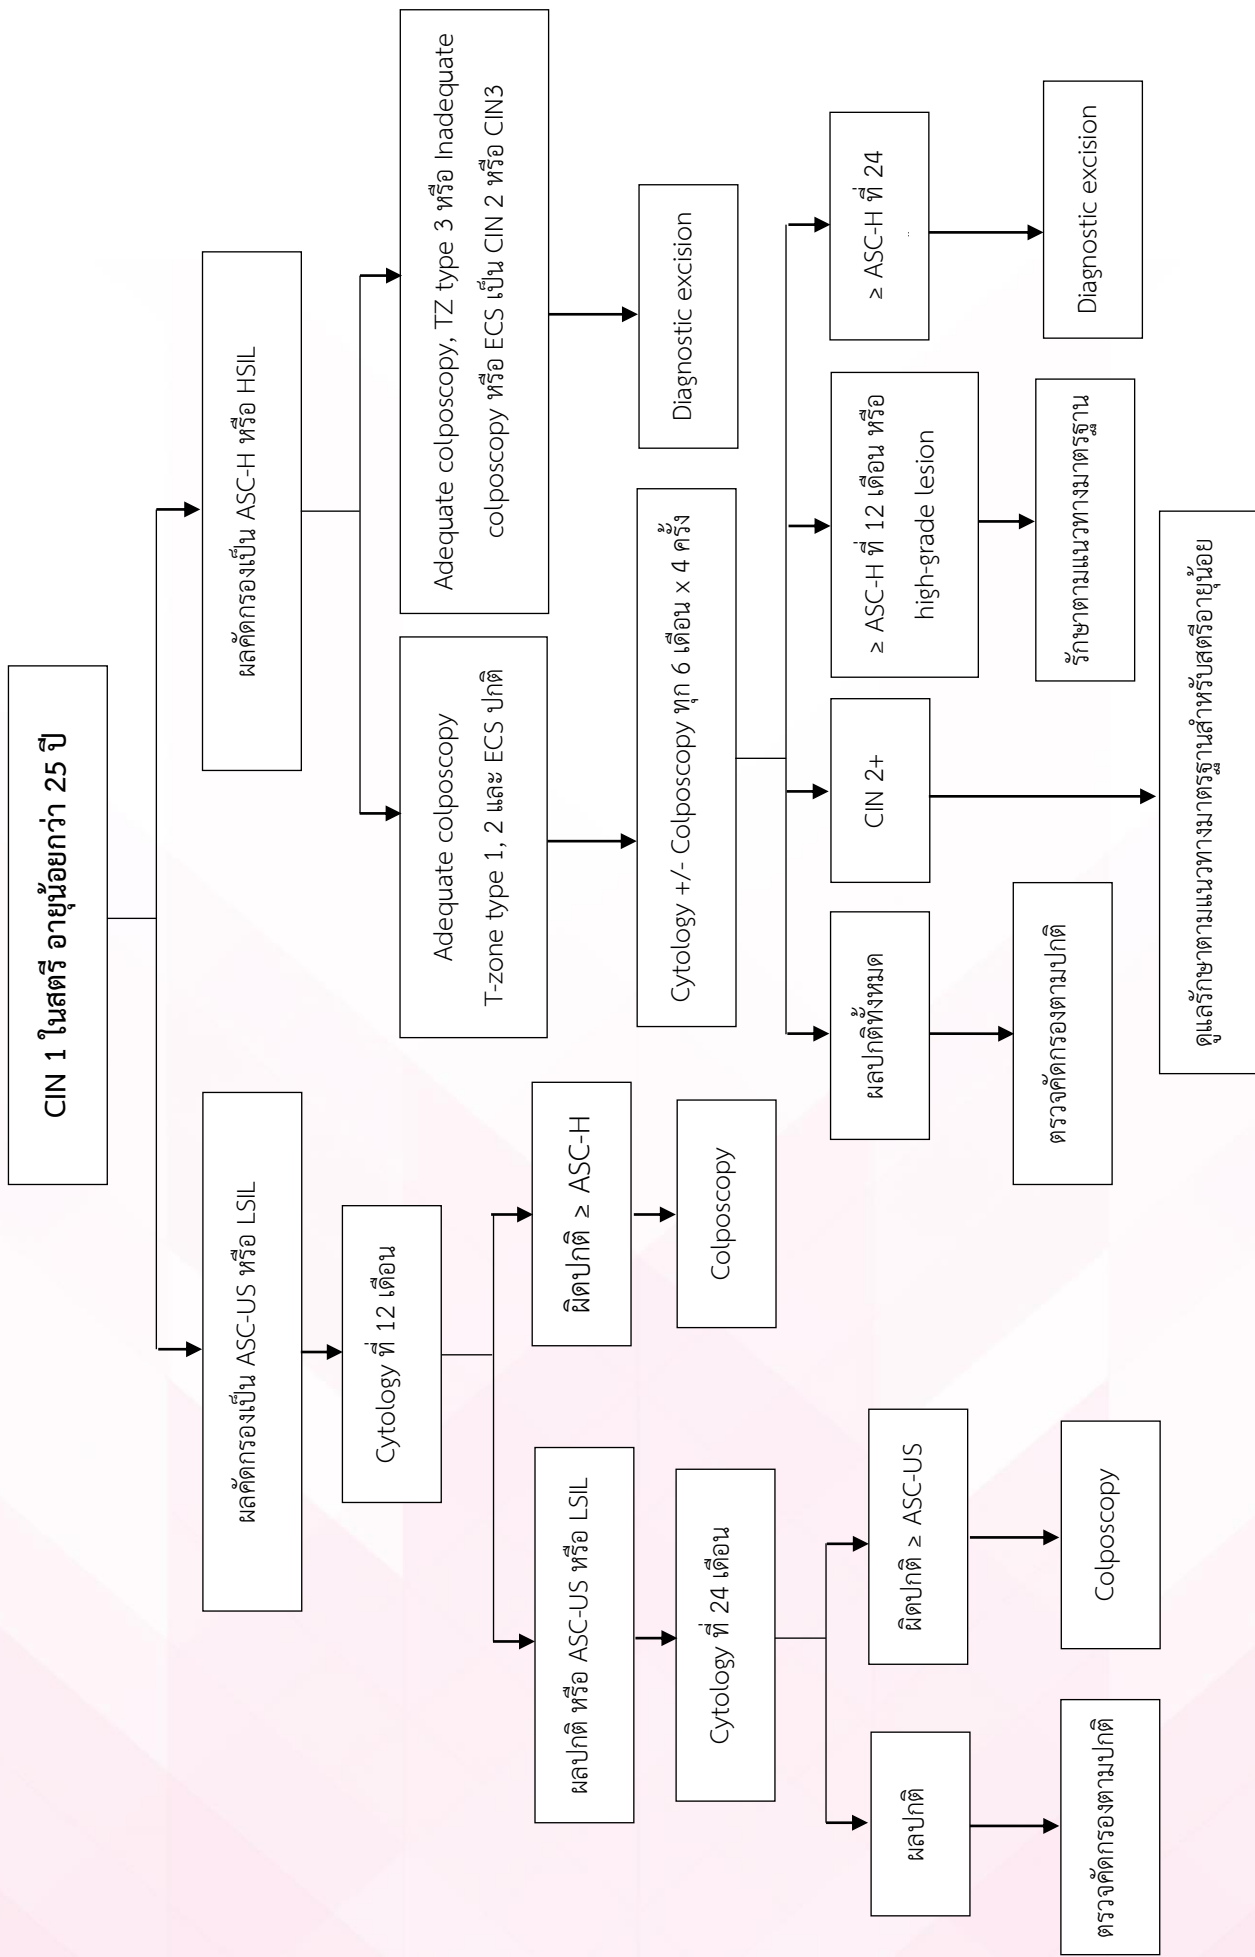 CIN 1 ในสตรี อายุน้อยกว่า 25 ปี
ผลคัดกรองเป็น ASC-US หรือ LSIL
ผลคัดกรองเป็น ASC-H หรือ HSIL
Cytology ที่ 12 เดือน
ผลปกติ หรือ ASC-US หรือ LSIL
ผิดปกติ ≥ ASC-H
Cytology ที่ 24 เดือน
Colposcopy
ผลปกติ
ผิดปกติ ≥ ASC-US
ตรวจคัดกรองตามปกติ
Colposcopy
Adequate colposcopy
T-zone type 1, 2 และ ECS ปกติ
Adequate colposcopy, TZ type 3 หรือ Inadequate
colposcopy หรือ ECS เป็น CIN 2 หรือ CIN3
Cytology +/- Colposcopy ทุก 6 เดือน x 4 ครั้ง
Diagnostic excision
ผลปกติทั้งหมด
CIN 2+
≥ ASC-H ที่ 12 เดือน หรือ
high-grade lesion
≥ ASC-H ที่ 24
ตรวจคัดกรองตามปกติ
รักษาตามแนวทางมาตรฐาน
Diagnostic excision
ดูแลรักษาตามแนวทางมาตรฐานสำหรับสตรีอายุน้อย